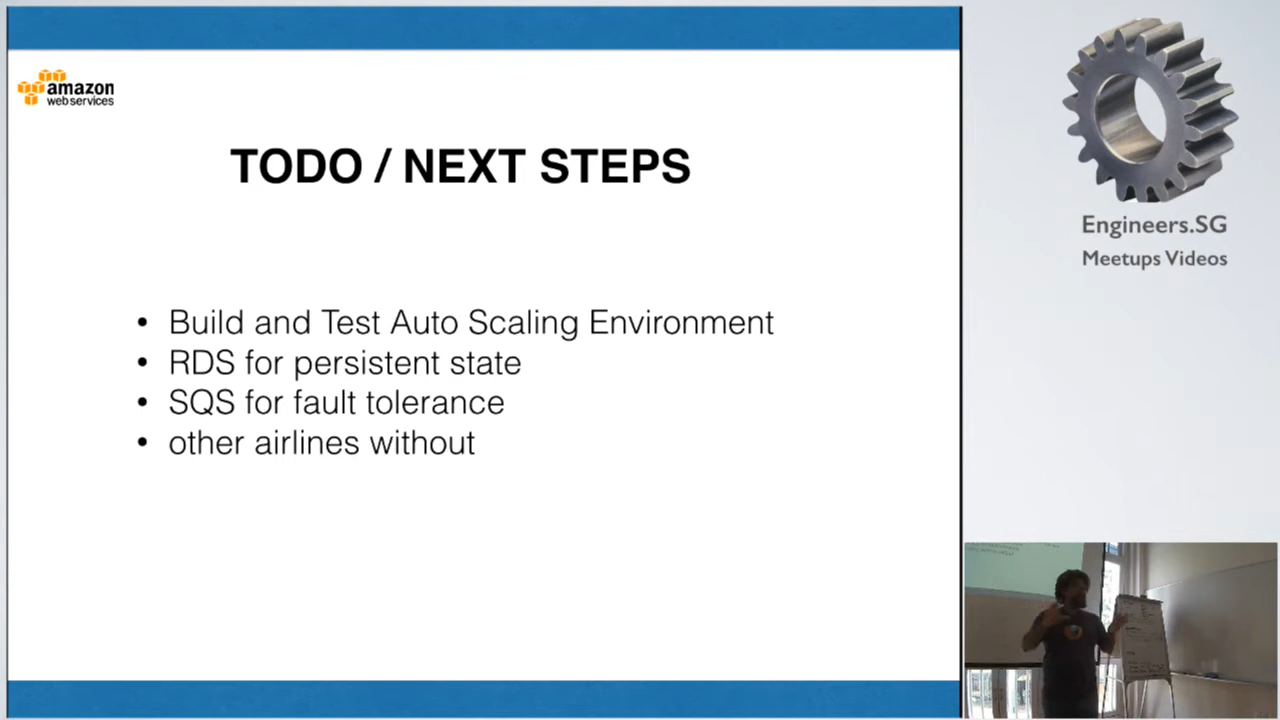 amazon
web services
TODO / NEXT STEPS
• Build and Test Auto Scaling Environment
• RDS for persistent state
• SQS for fault tolerance
• other airlines without
Engineers.SG
Meetups Videos